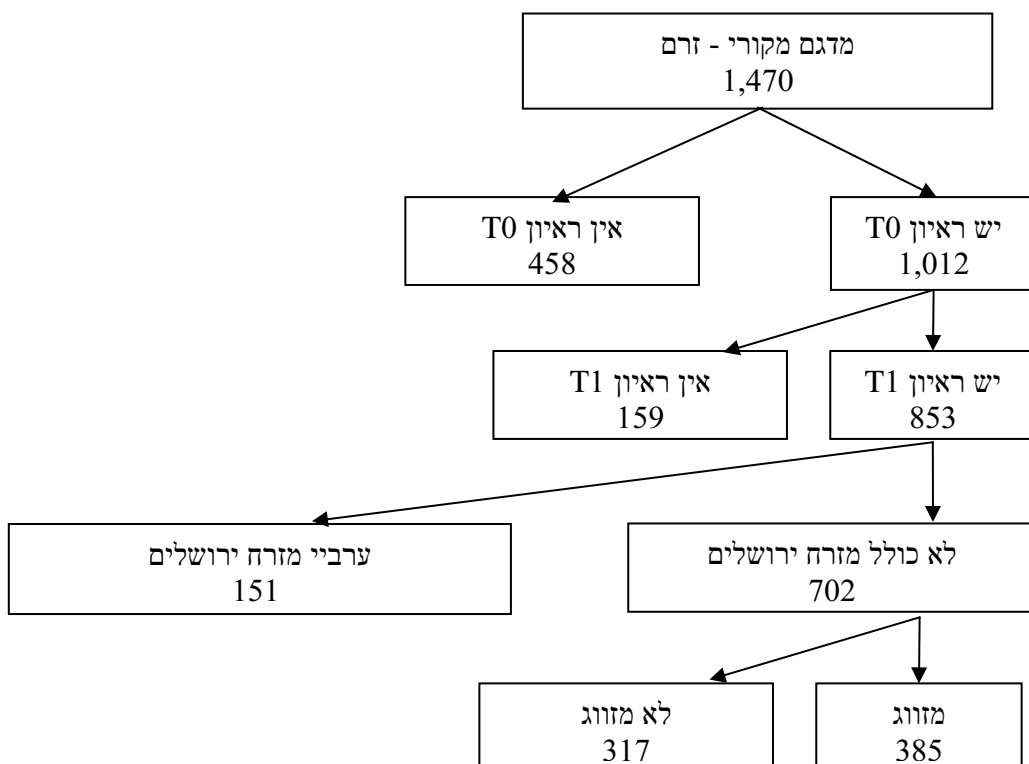 מדגם מקורי - זרם
1,470
יש ראיון T0
1,012
אין ראיון T0
458
יש ראיון T1
853
אין ראיון T1
159
לא כולל מזרח ירושלים
702
ערביי מזרח ירושלים
151
מזווג
385
לא מזווג
317